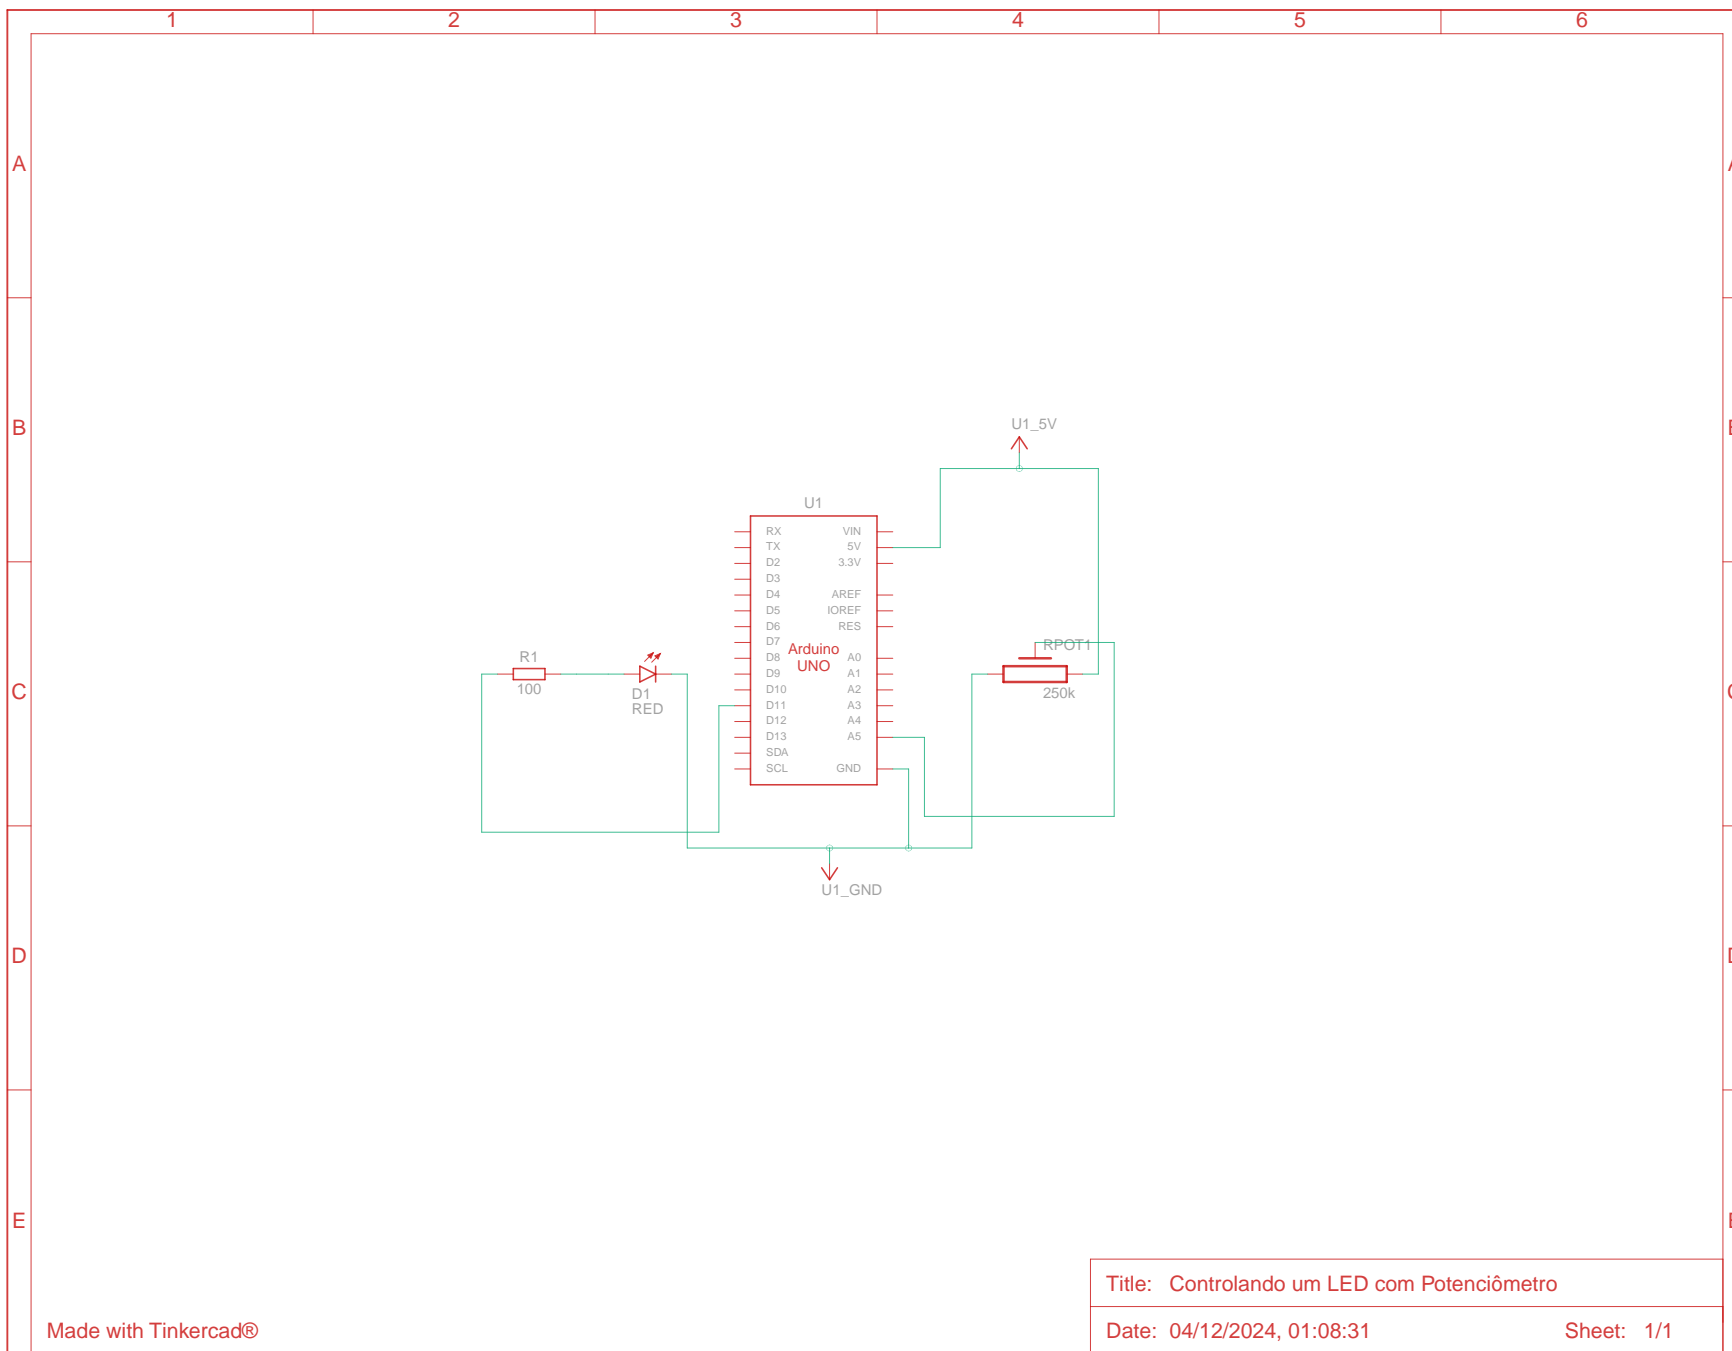 1 2 3 4 5 6
A
B
U1_5V
B
U1
RX VIN
TX 5V
D2 3.3V
D3
D4 AREF
D5 IOREF
D6 RES
D7
Arduino
UNO
RPOT1
D8 A0
D9 A1
D10 A2
D11 A3
D12 A4
D13 A5
SDA
SCL GND
R1
100
D1
RED
250k
C
U1_GND
D
E
Title: Controlando um LED com Potenciômetro
Made with Tinkercad®
Date: 04/12/2024, 01:08:31 Sheet: 1/1